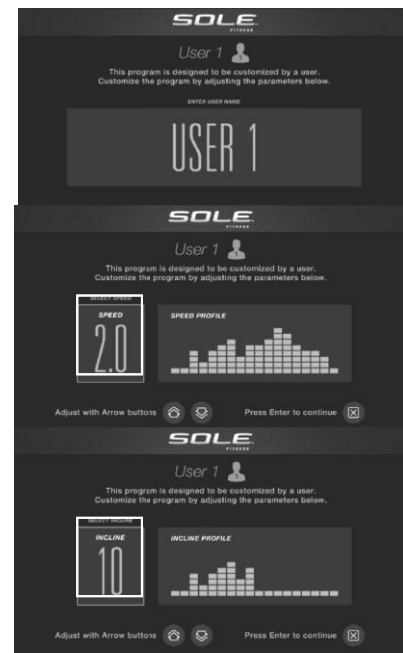 SOLE
FITNESS
User 1
This program is designed to be customized by a user.
Customize the program by adjusting the parameters below.
ENTER USER NAME
USER 1
SOLE
FITNESS
User 1
This program is designed to be customized by a user.
Customize the program by adjusting the parameters below.
SELECT SPEED
SPEED
2.0
SPEED PROFILE
Adjust with Arrow buttons
Press Enter to continue
SOLE
FITNESS
User 1
This program is designed to be customized by a user.
Customize the program by adjusting the parameters below.
SELECT INCLINE
INCLINE
10
INCLINE PROFILE
Adjust with Arrow buttons
Press Enter to continue